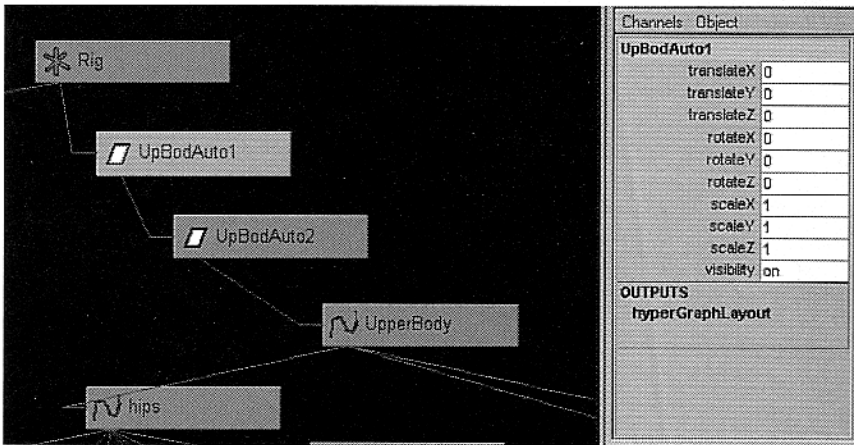 Rig
UpBodAuto1
UpBodAuto2
UpperBody
hips
Channels Object
UpBodAuto1
translateX 0
translateY 0
translateZ 0
rotateX 0
rotateY 0
rotateZ 0
scaleX 1
scaleY 1
scaleZ 1
visibility on
OUTPUTS
hyperGraphLayout